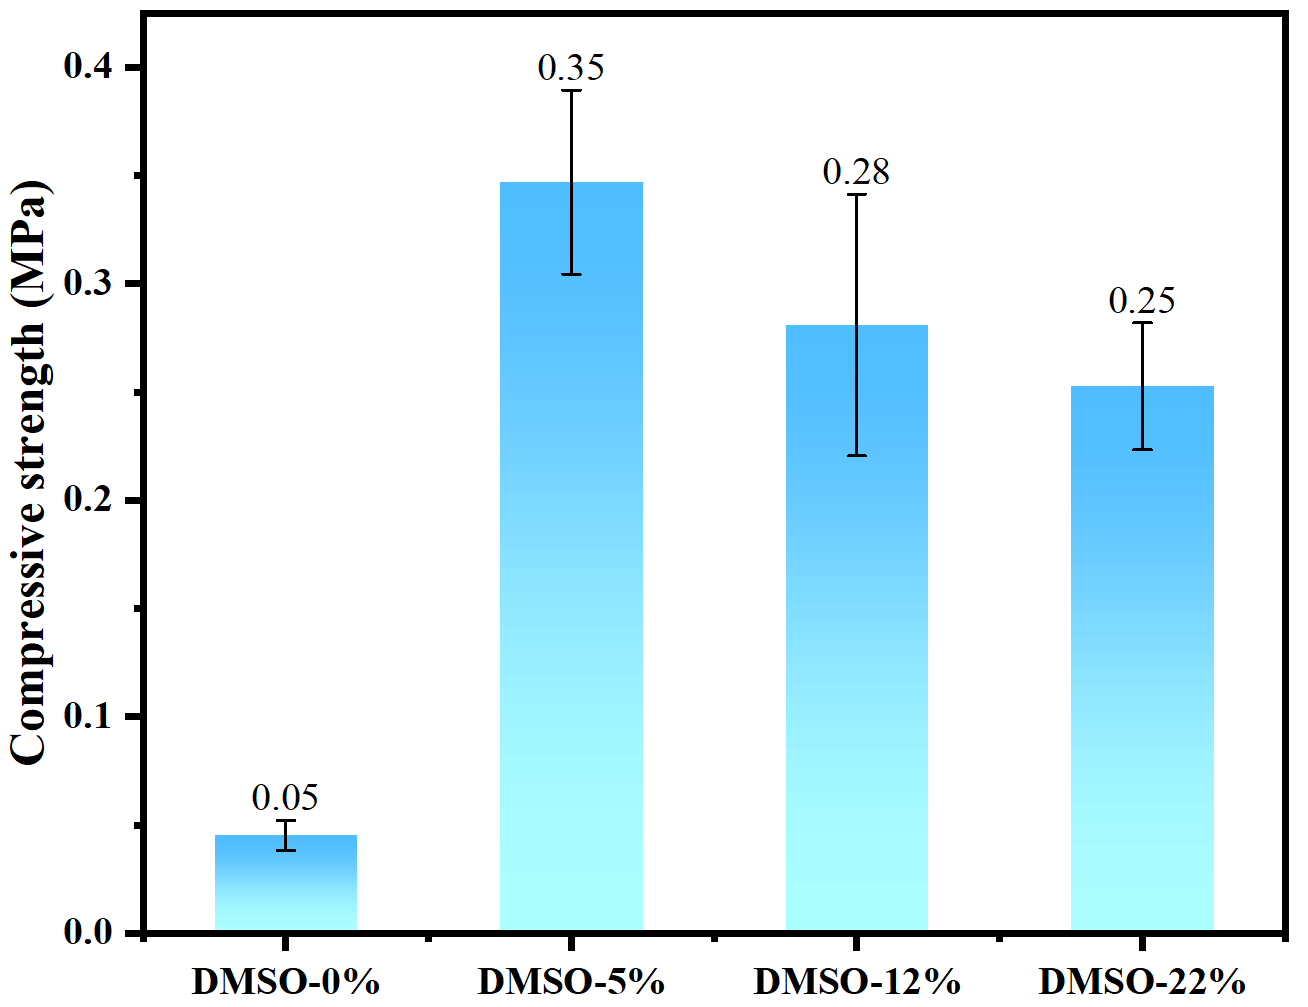 Compressive strength (MPa)
0.4
0.3
0.2
0.1
0.0
0.05
0.35
0.28
0.25
DMSO-0%
DMSO-5%
DMSO-12%
DMSO-22%